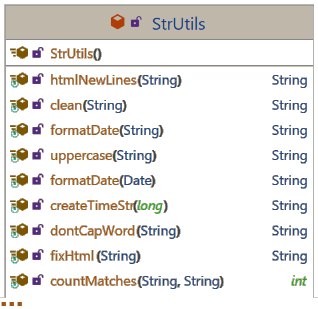 StrUtils
StrUtils()
htmlNewLines(String) String
clean(String) String
formatDate(String) String
uppercase(String) String
formatDate(Date) String
createTimeStr(long) String
dontCapWord(String) String
fixHtml(String) String
countMatches(String, String) int